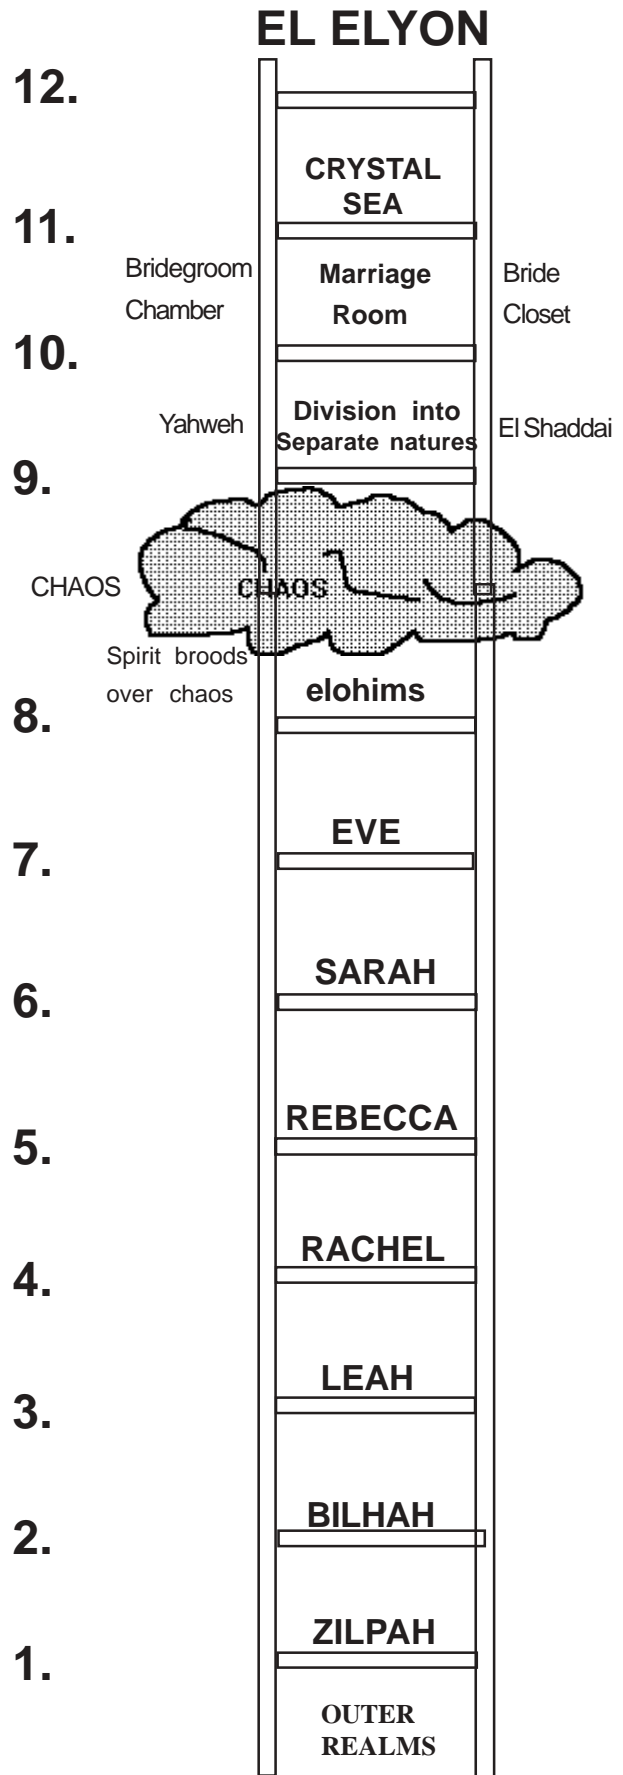 EL ELYON
12.
CRYSTAL
SEA
11.
Bridegroom
Chamber
Marriage
Room
Bride
Closet
10.
Yahweh
Division into
Separate natures
El Shaddai
9.
CHAOS
CHAOS
Spirit broods
over chaos
elohims
8.
EVE
7.
SARAH
6.
REBECCA
5.
RACHEL
4.
LEAH
3.
BILHAH
2.
ZILPAH
1.
OUTER
REALMS